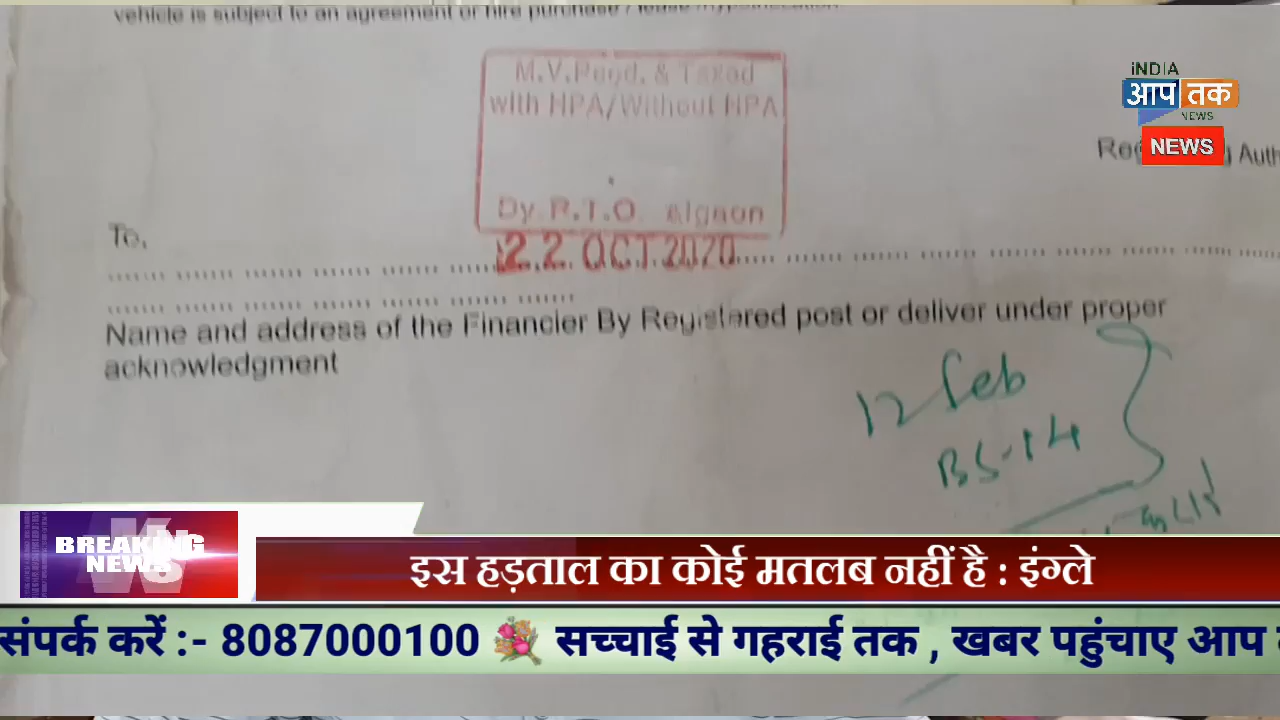 vehicle is subject to an agreement or hire purchase / lease /hypothecation
M.V.Regd. & Taxed
with HPA/Without HPA
By R.T.O.
22 OCT 2020
INDIA
आप तक
NEWS
NEWS
To,
Name and address of the Financier By Registered post or deliver under proper
acknowledgment
12 feb
BS-14
BREAKING
NEWS
इस हड़ताल का कोई मतलब नहीं है : इंग्ले
संपर्क करें :- 8087000100 💐 सच्चाई से गहराई तक , खबर पहुंचाए आप